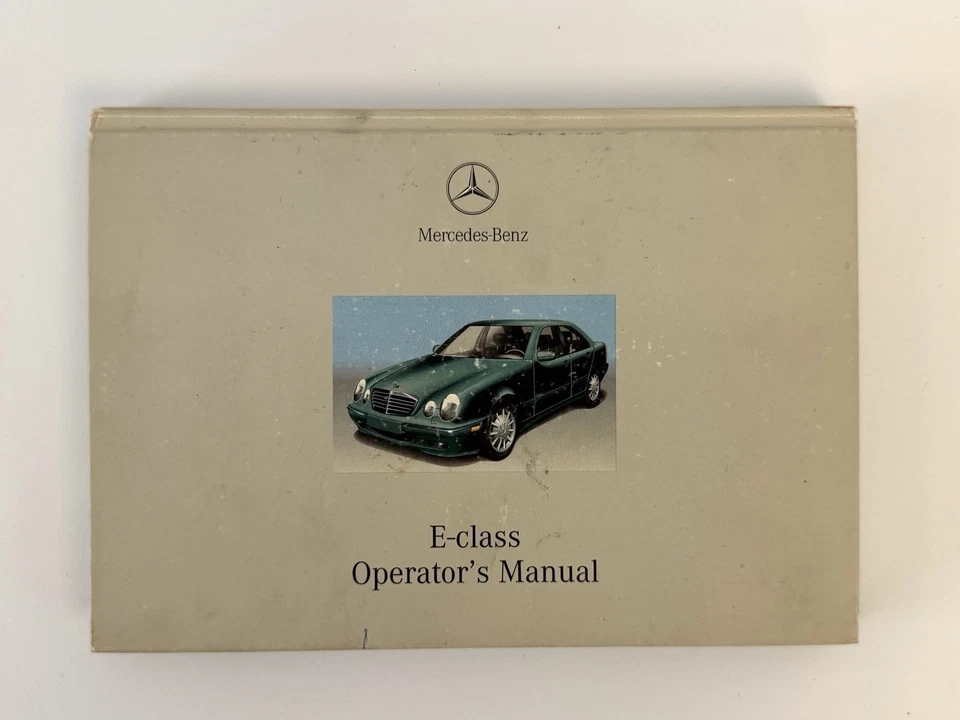 Mercedes-Benz
E-class
Operator's Manual